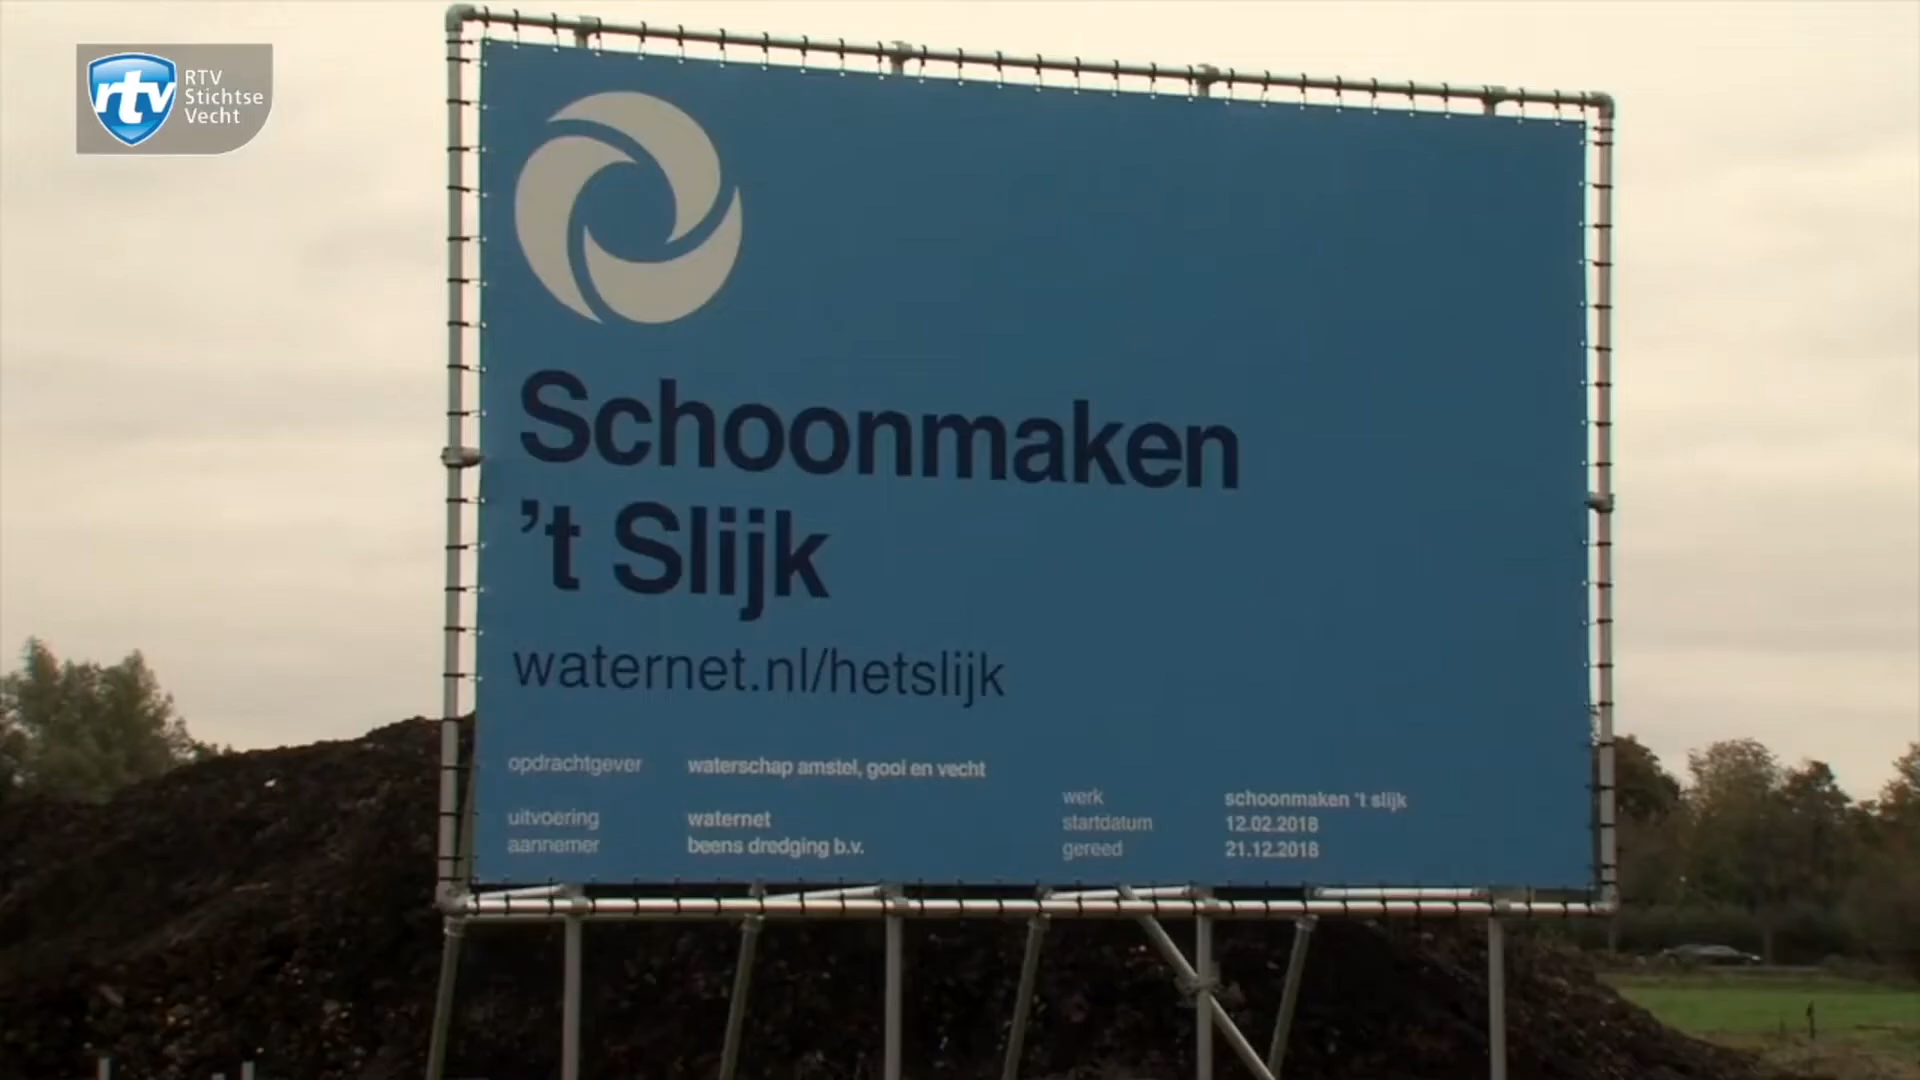 rtv
RTV
Stichtse
Vecht
Schoonmaken
't Slijk
waternet.nl/hetslijk
opdrachtgever waterschap amstel, gooi en vecht
uitvoering waternet
aannemer beens dredging b.v.
werk schoonmaken 't slijk
startdatum 12.02.2018
gereed 21.12.2018